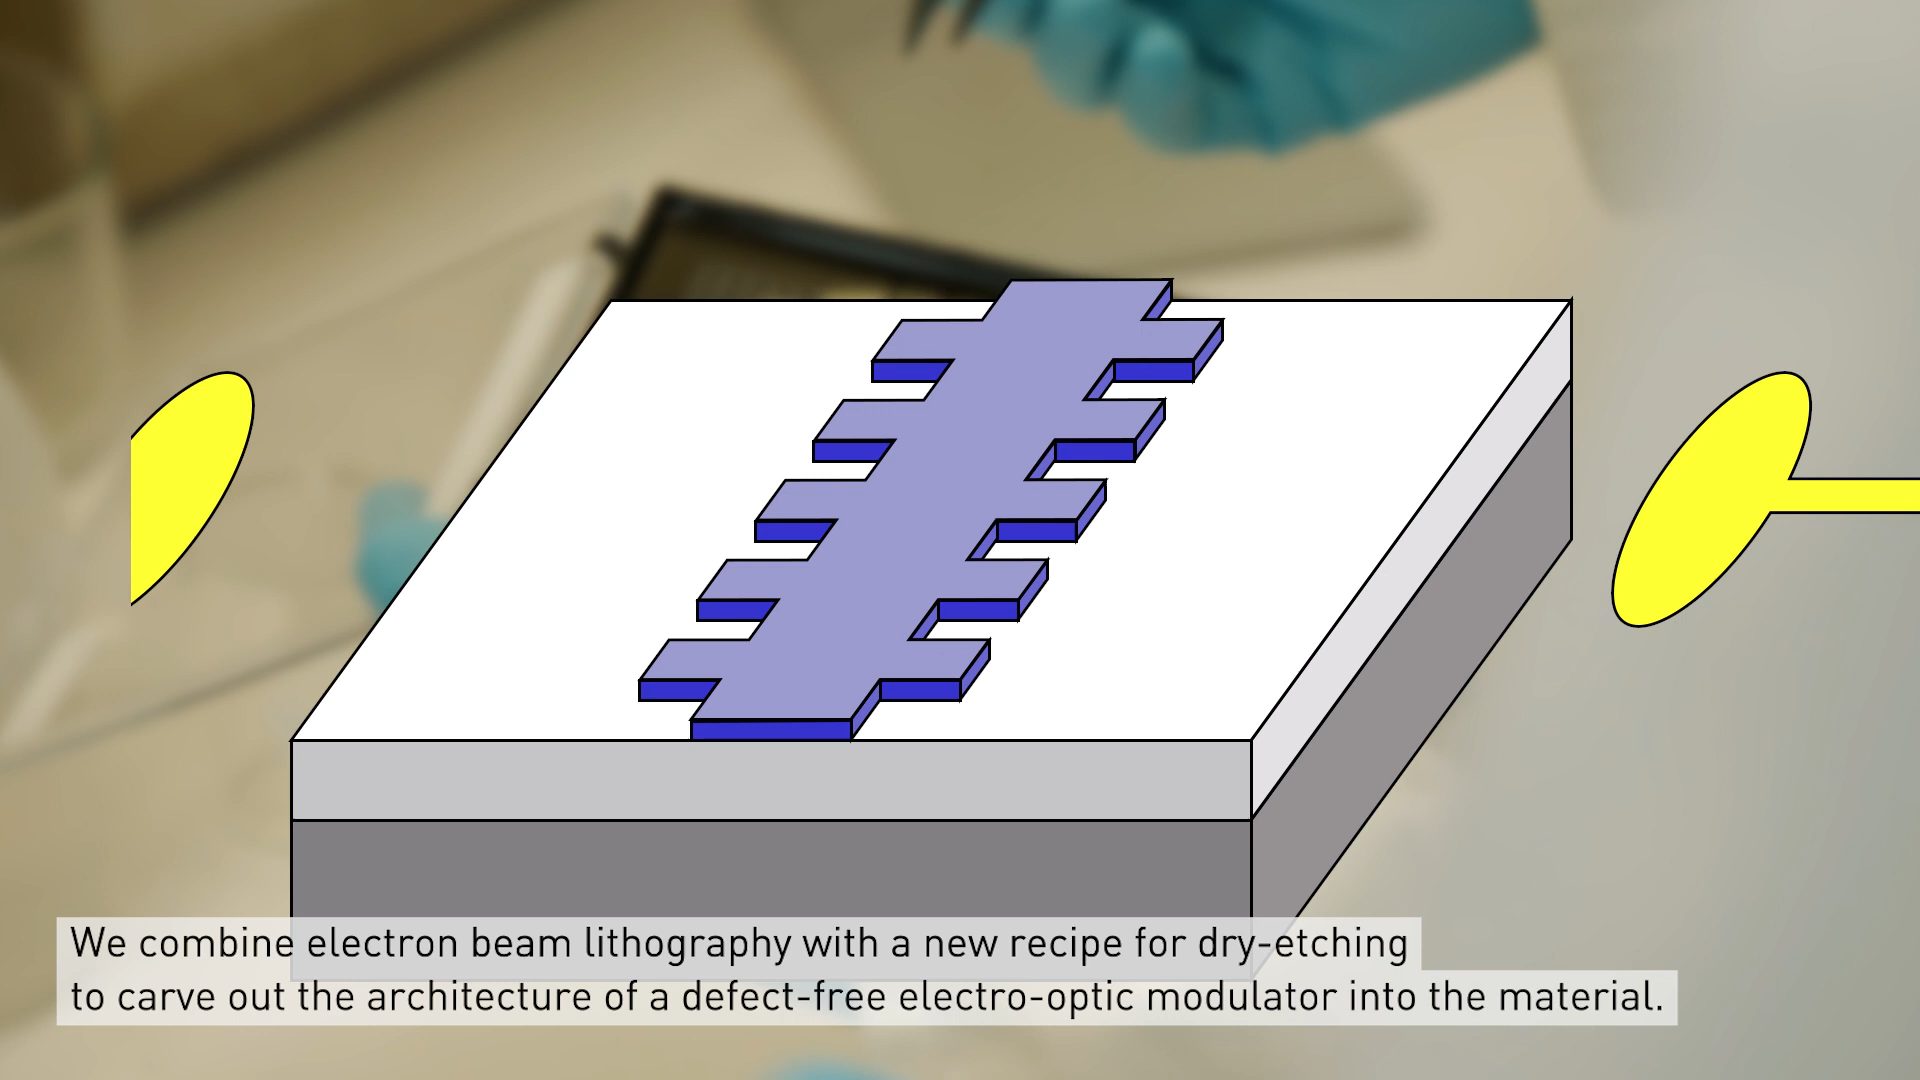 We combine electron beam lithography with a new recipe for dry-etching
to carve out the architecture of a defect-free electro-optic modulator into the material.